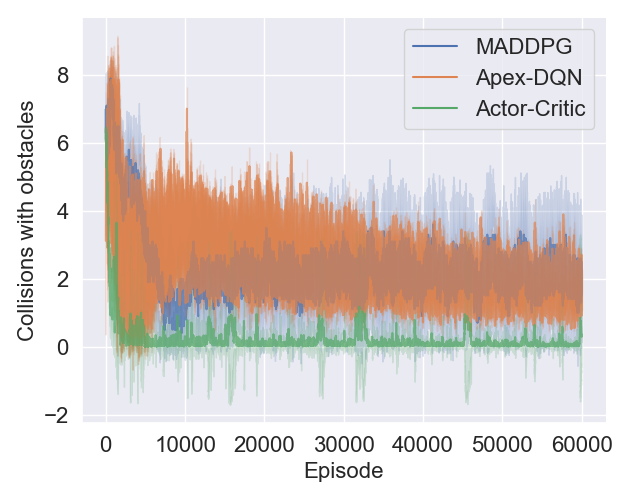 MADDPG
Apex-DQN
Actor-Critic
Collisions with obstacles
8
6
4
2
0
−2
0 10000 20000 30000 40000 50000 60000
Episode